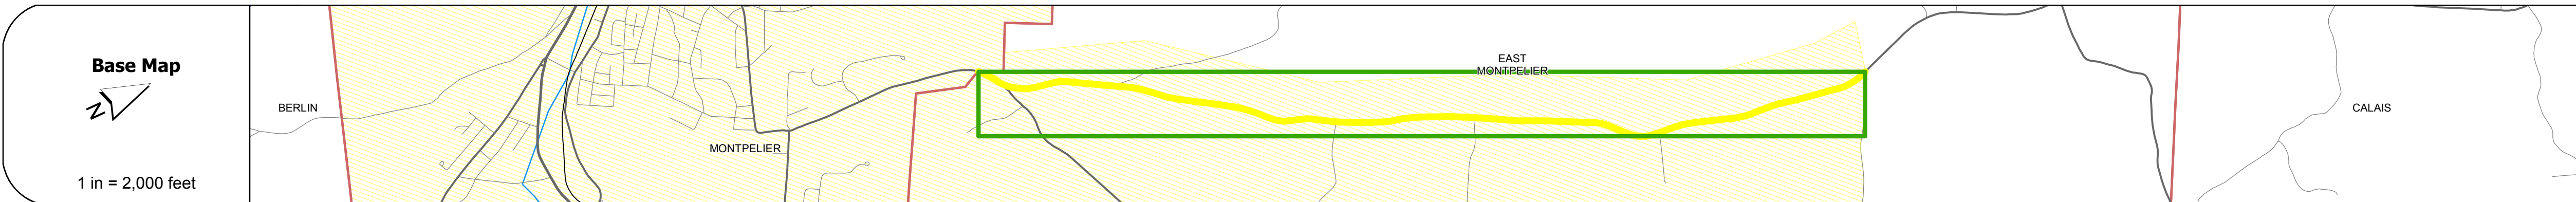 Base Map
N
1 in = 2,000 feet
BERLIN
MONTPELIER
EAST
MONTPELIER
CALAIS